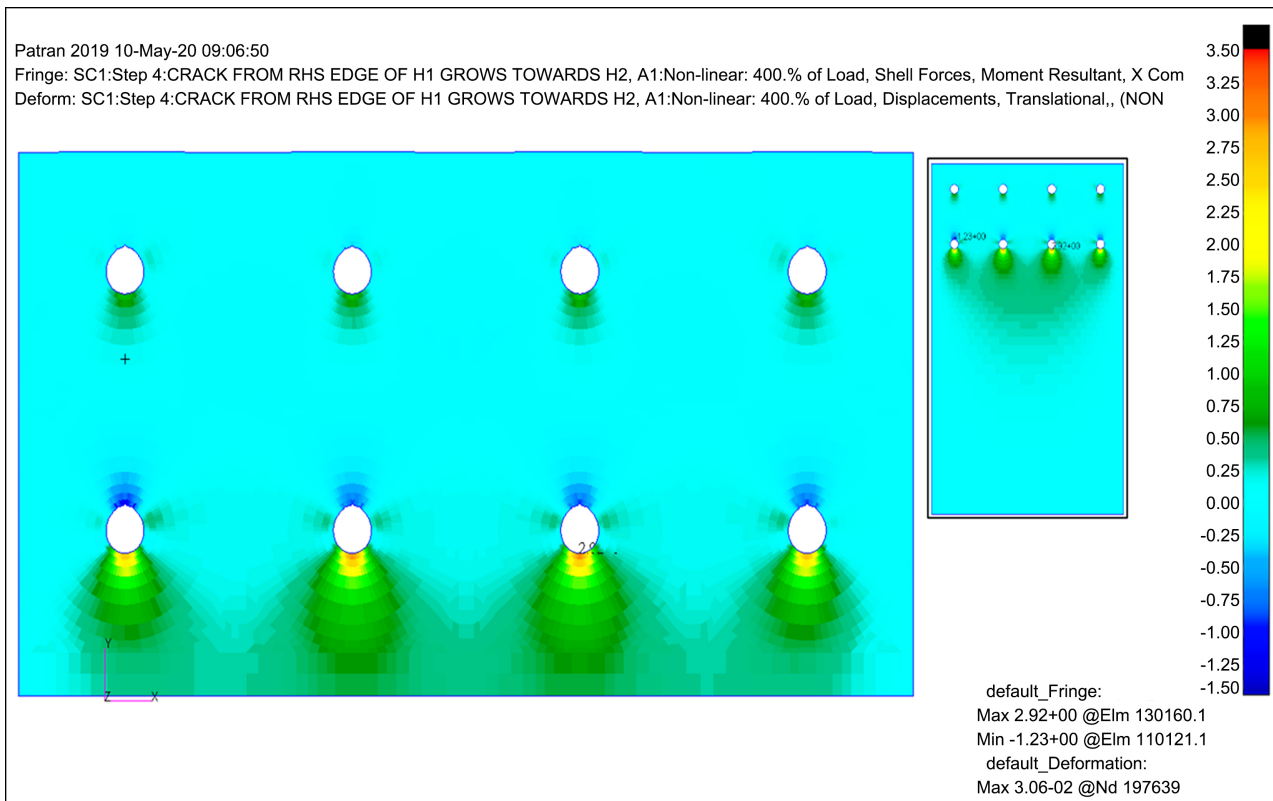 Patran 2019 10-May-20 09:06:50
Fringe: SC1:Step 4:CRACK FROM RHS EDGE OF H1 GROWS TOWARDS H2, A1:Non-linear: 400.% of Load, Shell Forces, Moment Resultant, X Com
Deform: SC1:Step 4:CRACK FROM RHS EDGE OF H1 GROWS TOWARDS H2, A1:Non-linear: 400.% of Load, Displacements, Translational,, (NON
3.50
3.25
3.00
2.75
2.50
2.25
2.00
1.75
1.50
1.25
1.00
0.75
0.50
0.25
0.00
-0.25
-0.50
-0.75
-1.00
-1.25
-1.50
Y
Z X
default_Fringe:
Max 2.92+00 @Elm 130160.1
Min -1.23+00 @Elm 110121.1
default_Deformation:
Max 3.06-02 @Nd 197639